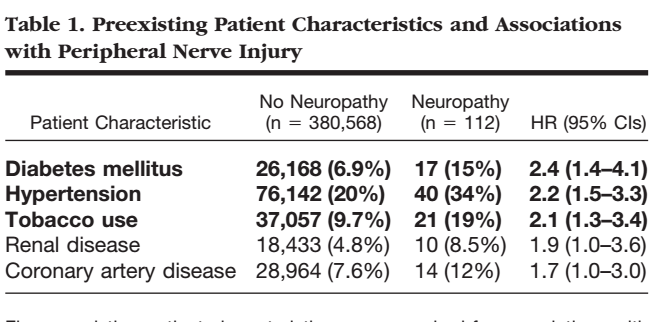 Table 1. Preexisting Patient Characteristics and Associations
with Peripheral Nerve Injury
Patient Characteristic No Neuropathy (n = 380,568) Neuropathy (n = 112) HR (95% CIs)
Diabetes mellitus 26,168 (6.9%) 17 (15%) 2.4 (1.4–4.1)
Hypertension 76,142 (20%) 40 (34%) 2.2 (1.5–3.3)
Tobacco use 37,057 (9.7%) 21 (19%) 2.1 (1.3–3.4)
Renal disease 18,433 (4.8%) 10 (8.5%) 1.9 (1.0–3.6)
Coronary artery disease 28,964 (7.6%) 14 (12%) 1.7 (1.0–3.0)